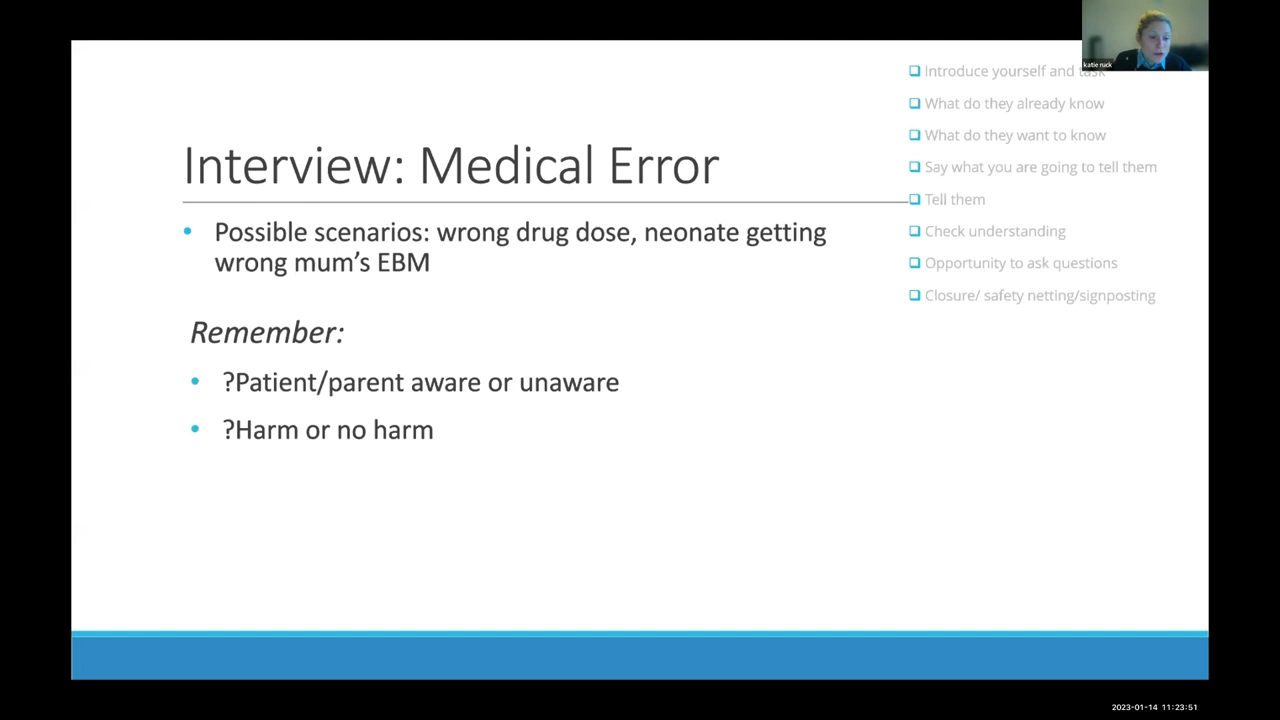 katie ruck
Introduce yourself and task
What do they already know
What do they want to know
Say what you are going to tell them
Tell them
Check understanding
Opportunity to ask questions
Closure/ safety netting/signposting
Interview: Medical Error
• Possible scenarios: wrong drug dose, neonate getting
wrong mum’s EBM
Remember:
• ?Patient/parent aware or unaware
• ?Harm or no harm
2023-01-14 11:23:51